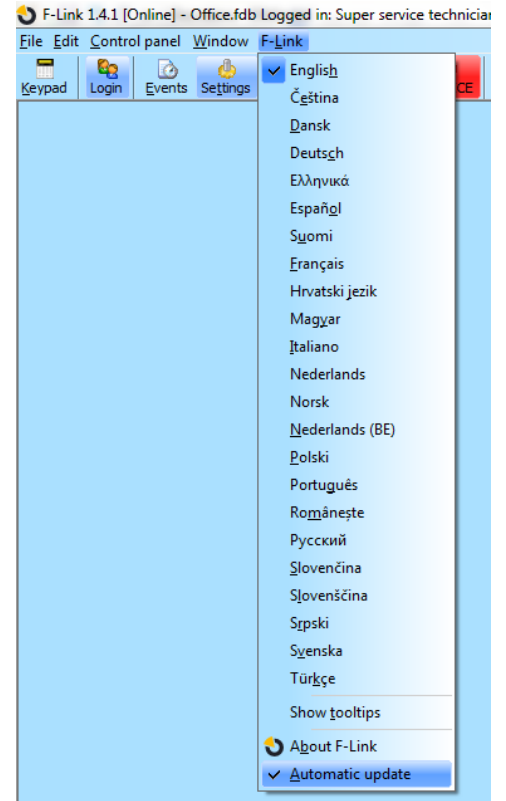 F-Link 1.4.1 [Online] - Office.fdb Logged in: Super service technician
File Edit Control panel Window F-Link
Keypad Login Events Settings CE
English
Čeština
Dansk
Deutsch
Ελληνικά
Español
Suomi
Français
Hrvatski jezik
Magyar
Italiano
Nederlands
Norsk
Nederlands (BE)
Polski
Português
Româneşte
Русский
Slovenčina
Slovenščina
Srpski
Svenska
Türkçe
Show tooltips
About F-Link
Automatic update